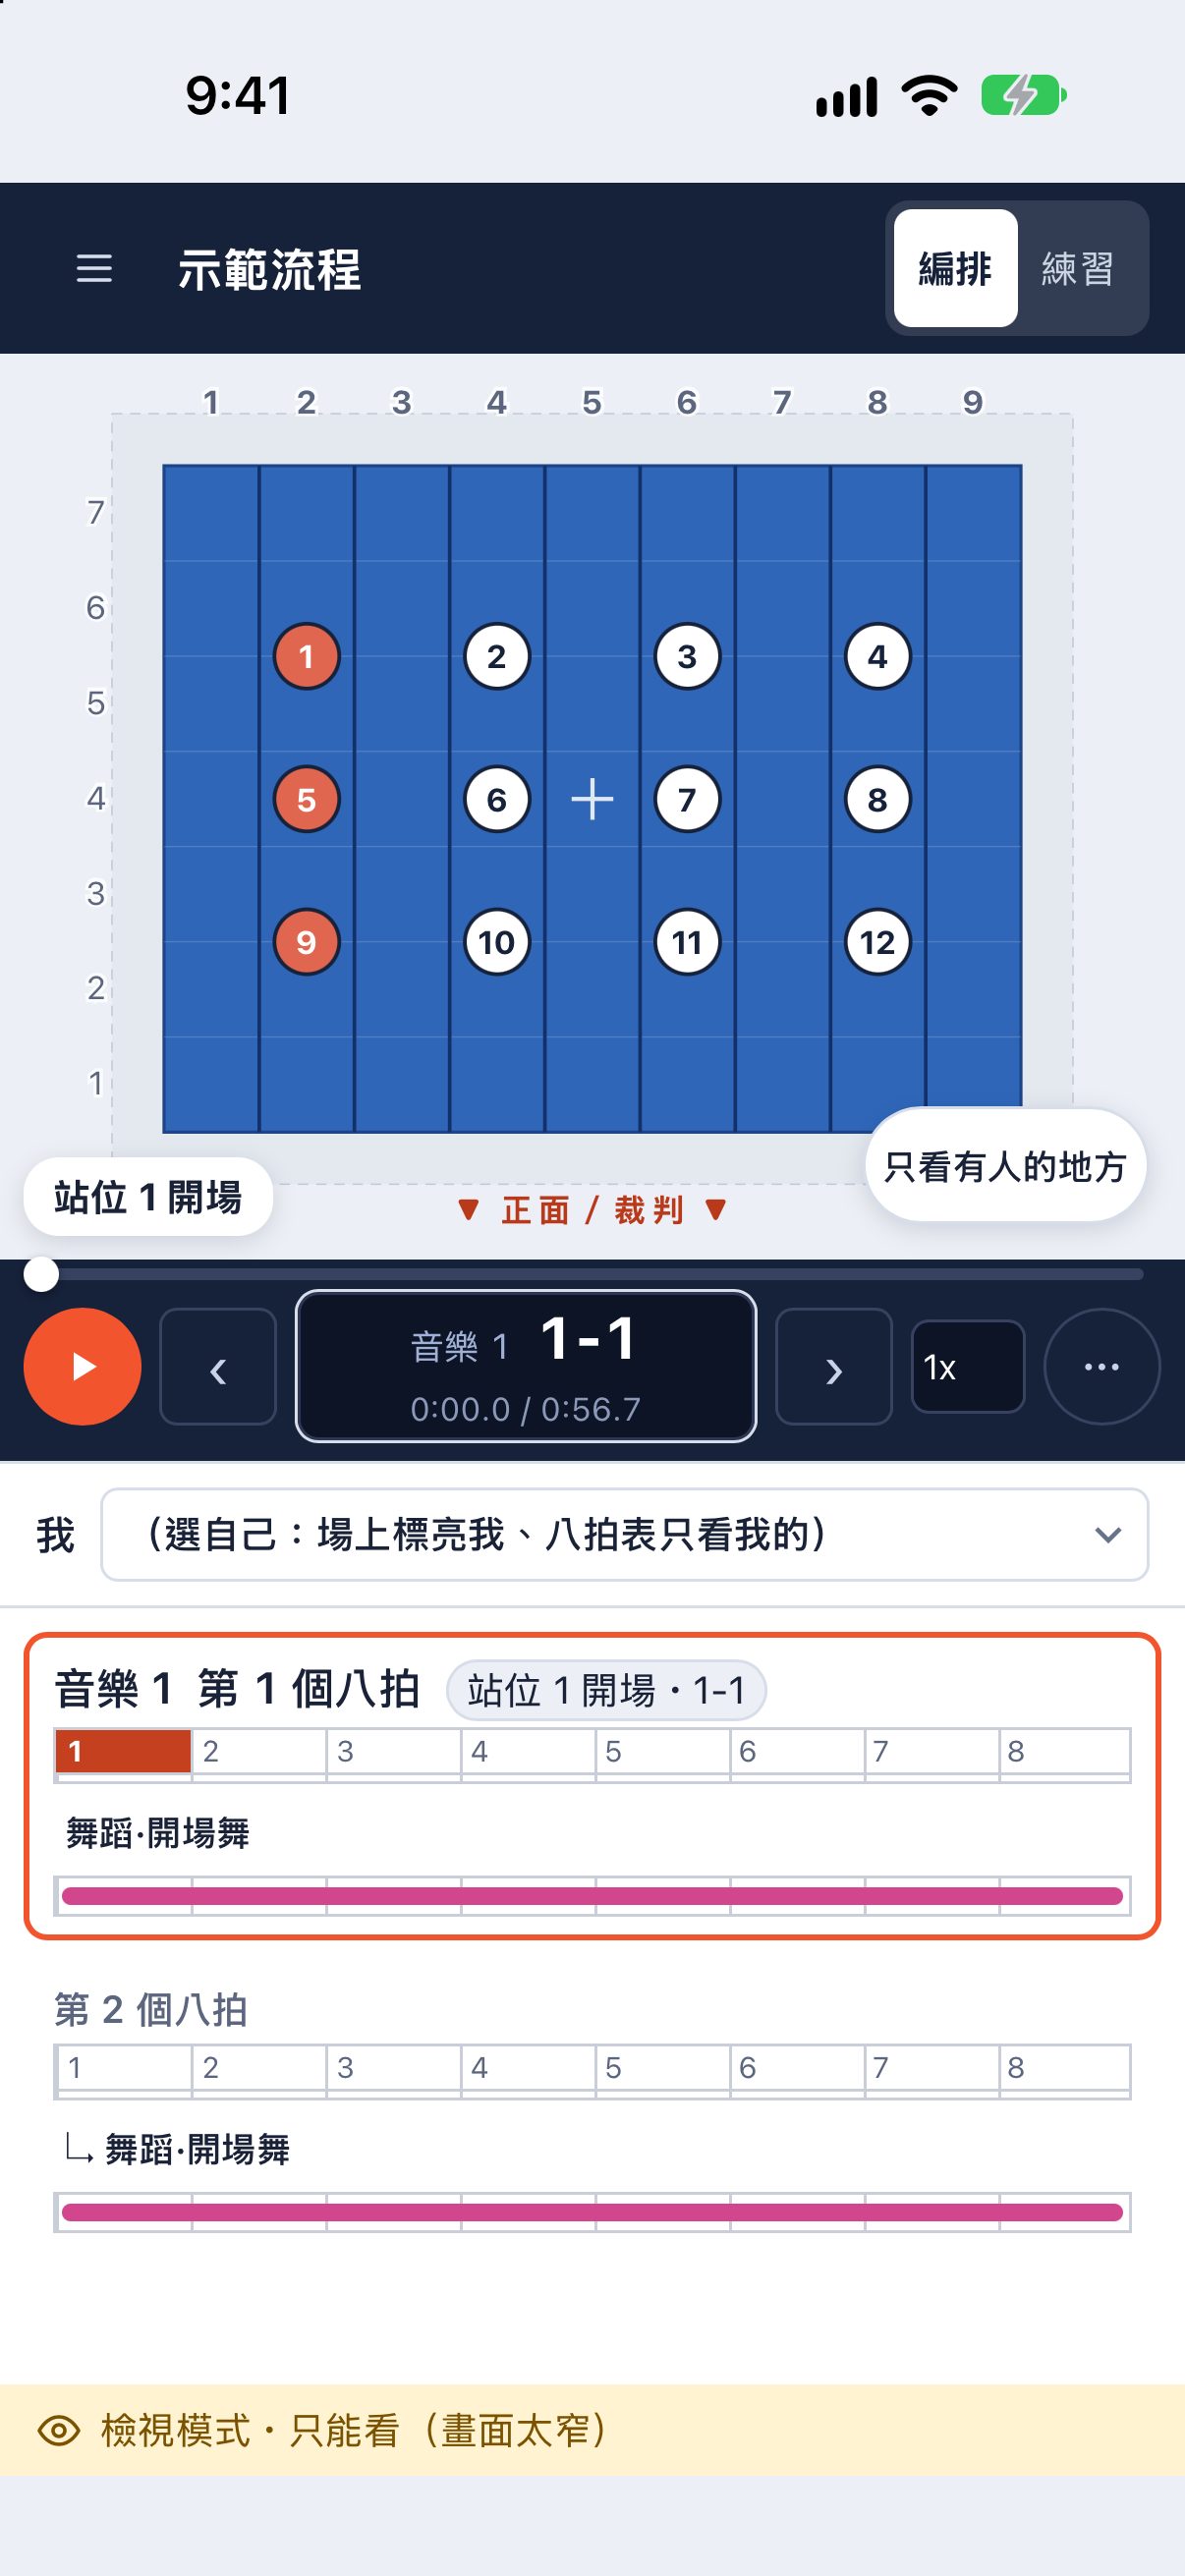 9:41
示範流程
編排 練習
1 2 3 4 5 6 7 8 9
7
6
1 2 3 4
5
4
5 6 7 8
3
9 10 11 12
2
1
只看有人的地方
站位 1 開場
▼ 正面 / 裁判 ▼
‹ 音樂 1 1-1 › 1x ···
0:00.0 / 0:56.7
我 （選自己：場上標亮我、八拍表只看我的）
音樂 1 第 1 個八拍 站位 1 開場·1-1
1 2 3 4 5 6 7 8
舞蹈·開場舞
第 2 個八拍
1 2 3 4 5 6 7 8
舞蹈·開場舞
檢視模式·只能看（畫面太窄）